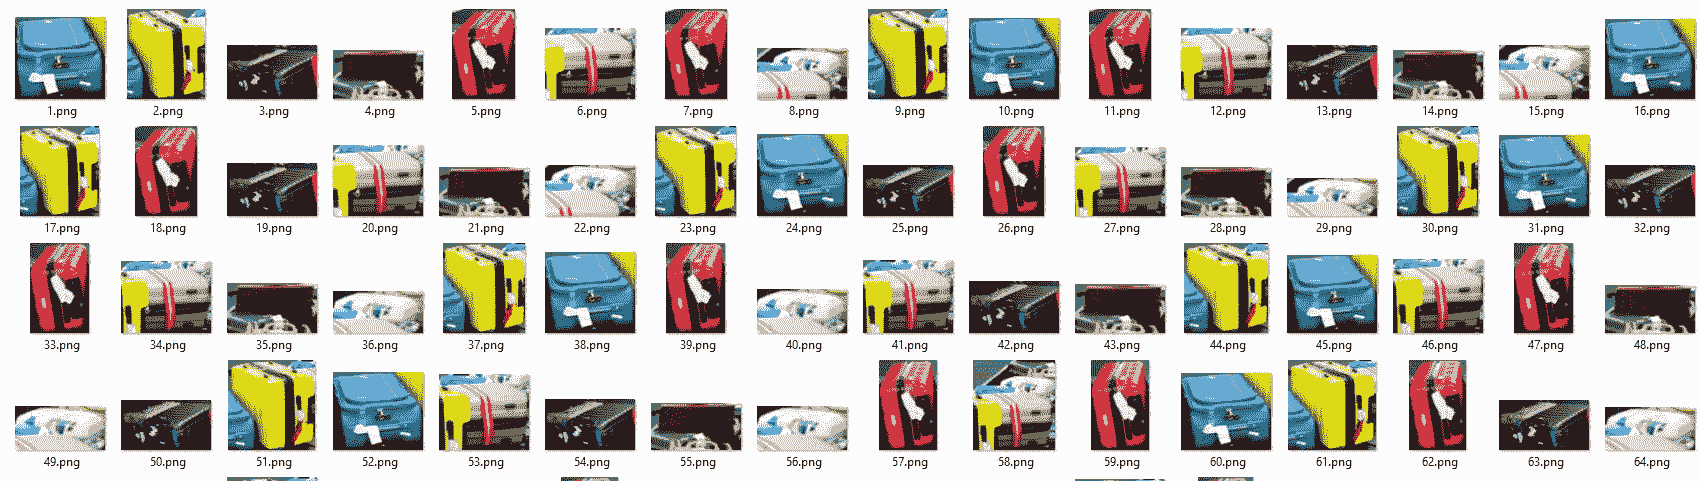 1.png 2.png 3.png 4.png 5.png 6.png 7.png 8.png 9.png 10.png 11.png 12.png 13.png 14.png 15.png 16.png
17.png 18.png 19.png 20.png 21.png 22.png 23.png 24.png 25.png 26.png 27.png 28.png 29.png 30.png 31.png 32.png
33.png 34.png 35.png 36.png 37.png 38.png 39.png 40.png 41.png 42.png 43.png 44.png 45.png 46.png 47.png 48.png
49.png 50.png 51.png 52.png 53.png 54.png 55.png 56.png 57.png 58.png 59.png 60.png 61.png 62.png 63.png 64.png